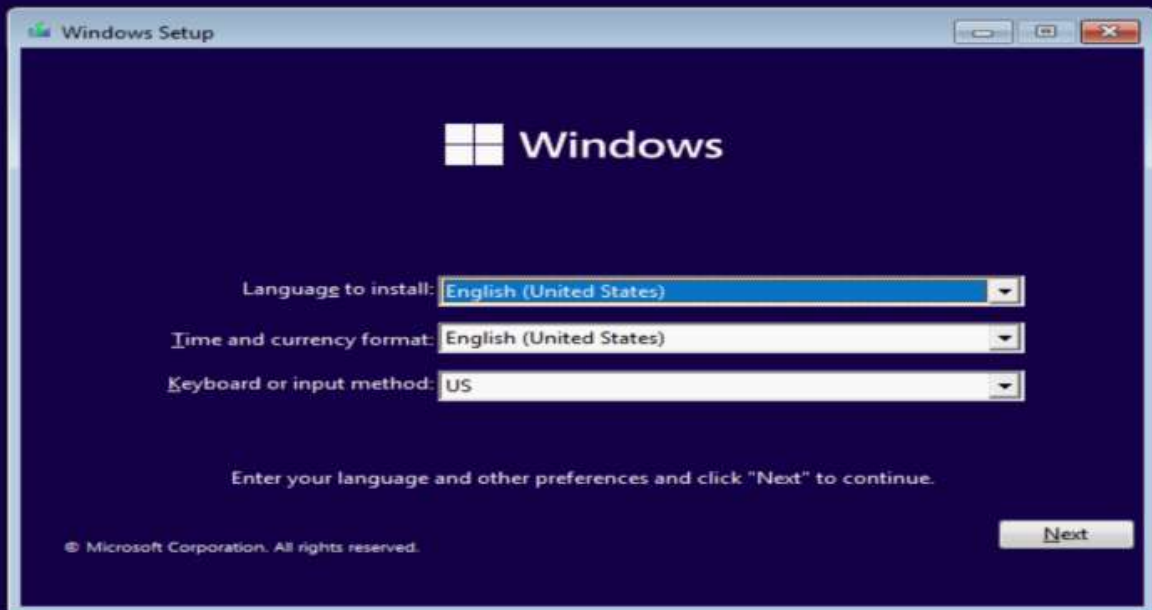 Windows Setup
Windows
Language to install: English (United States)
Time and currency format: English (United States)
Keyboard or input method: US
Enter your language and other preferences and click "Next" to continue.
Next
© Microsoft Corporation. All rights reserved.